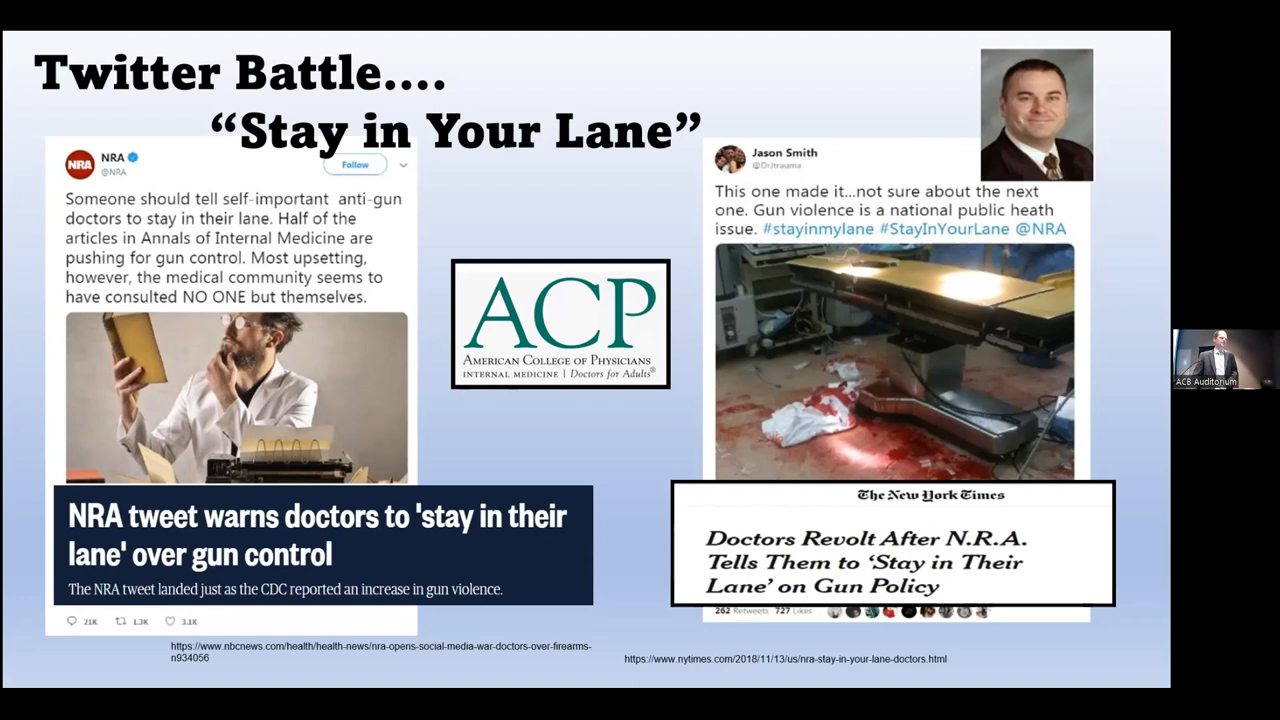 Twitter Battle....
“Stay in Your Lane”
NRA
NRA
@NRA
Follow
Someone should tell self-important anti-gun
doctors to stay in their lane. Half of the
articles in Annals of Internal Medicine are
pushing for gun control. Most upsetting,
however, the medical community seems to
have consulted NO ONE but themselves.
NRA tweet warns doctors to 'stay in their
lane' over gun control
The NRA tweet landed just as the CDC reported an increase in gun violence.
21K 1.3K 3.1K
https://www.nbcnews.com/health/health-news/nra-opens-social-media-war-doctors-over-firearms-
n934056
ACP
AMERICAN COLLEGE OF PHYSICIANS
INTERNAL MEDICINE | Doctors for Adults®
Jason Smith
@DrJtrauma
This one made it...not sure about the next
one. Gun violence is a national public heath
issue. #stayinmylane #StayInYourLane @NRA
The New York Times
Doctors Revolt After N.R.A.
Tells Them to ‘Stay in Their
Lane’ on Gun Policy
262 Retweets 727 Likes
https://www.nytimes.com/2018/11/13/us/nra-stay-in-your-lane-doctors.html
ACB Auditorium